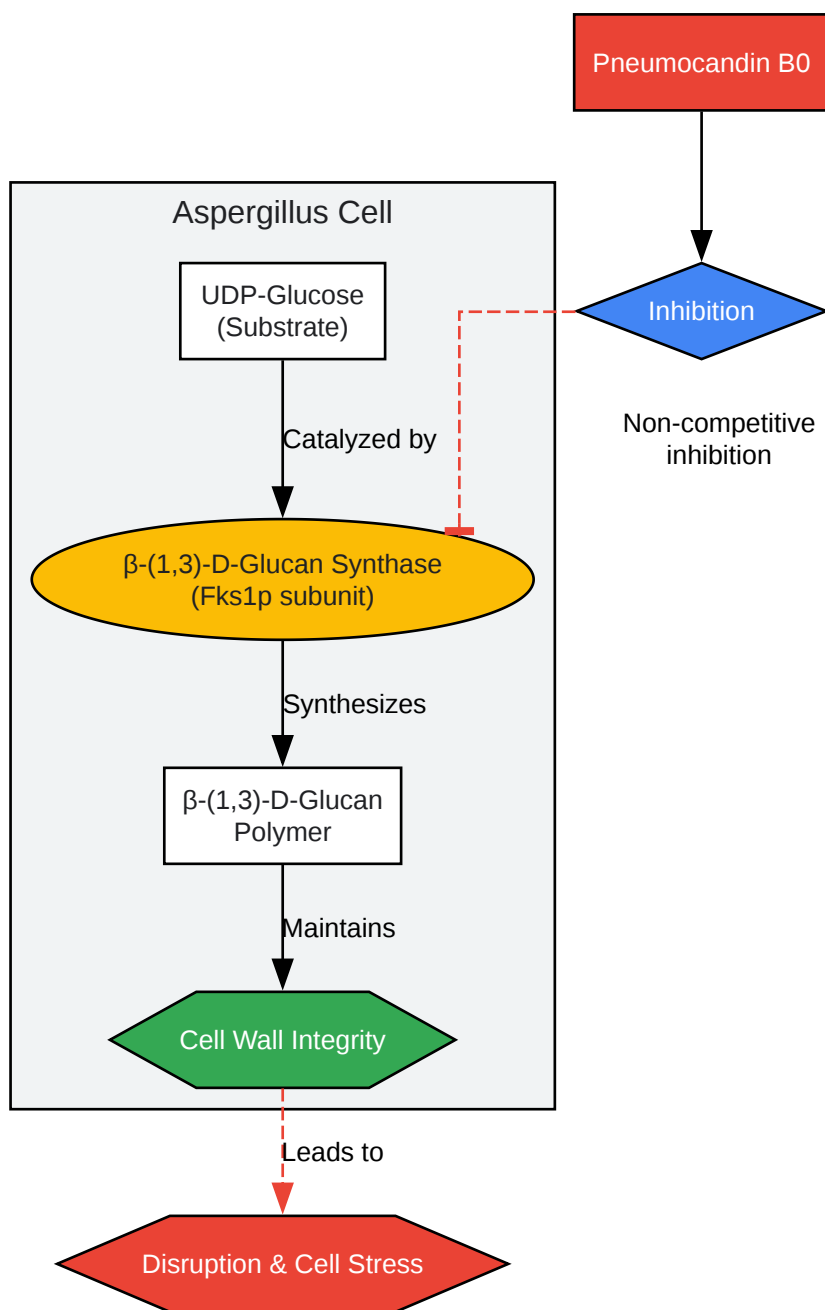 Pneumocandin B0
Aspergillus Cell
UDP-Glucose
(Substrate)
Inhibition
Non-competitive
inhibition
Catalyzed by
β-(1,3)-D-Glucan Synthase
(Fks1p subunit)
Synthesizes
β-(1,3)-D-Glucan
Polymer
Maintains
Cell Wall Integrity
Leads to
Disruption & Cell Stress